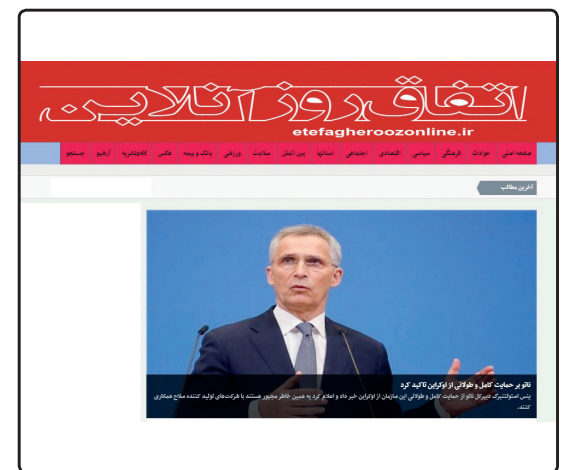 اتفاق روز آنلاین
etefagheroozonline.ir
صفحه اصلی حوادث فرهنگی سیاسی اقتصادی اجتماعی استانها بین الملل سلامت ورزشی بانک و بیمه عکس کافه‌نشریه آرشیو جستجو
آخرین مطالب
ناتو بر حمایت کامل و طولانی از اوکراین تاکید کرد
ینس استولتنبرگ دبیرکل ناتو از حمایت کامل و طولانی این سازمان از اوکراین خبر داد و اعلام کرد به همین خاطر مجبور هستند با شرکت‌های تولید کننده سلاح همکاری
کنند.